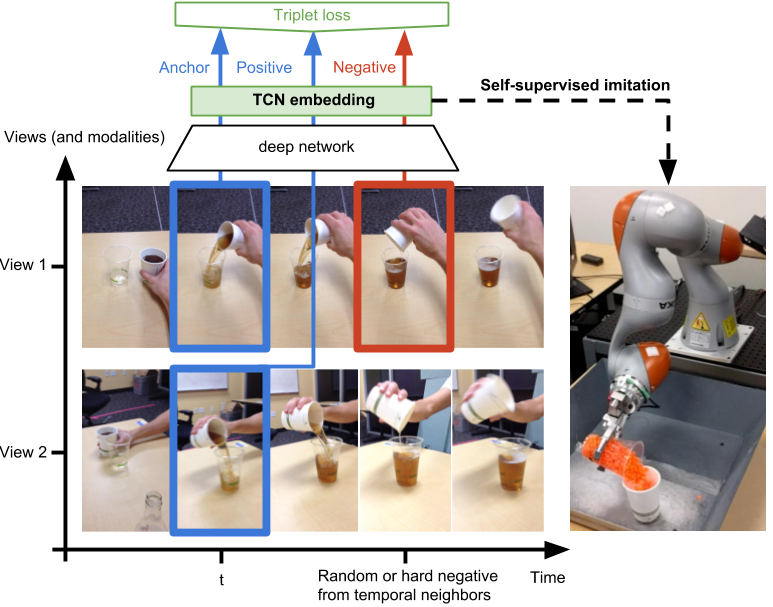 Triplet loss
Anchor
Positive
Negative
TCN embedding
Self-supervised imitation
deep network
Views (and modalities)
View 1
View 2
t
Random or hard negative
from temporal neighbors
Time